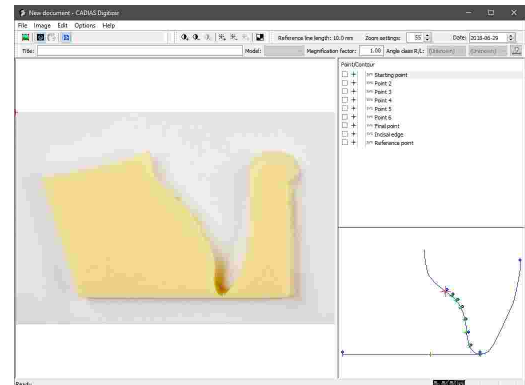 New document - CADIAS Digitizer
File Image Edit Options Help
Reference line length: 10.0 mm Zoom settings: 55 Date: 2018-06-29
Title: Model: Magnification factor: 1.00 Angle class R/L: (Unknown) (Unknown)
Point/Contour
Starting point
Point 2
Point 3
Point 4
Point 5
Point 6
Final point
Incisal edge
Reference point
Ready